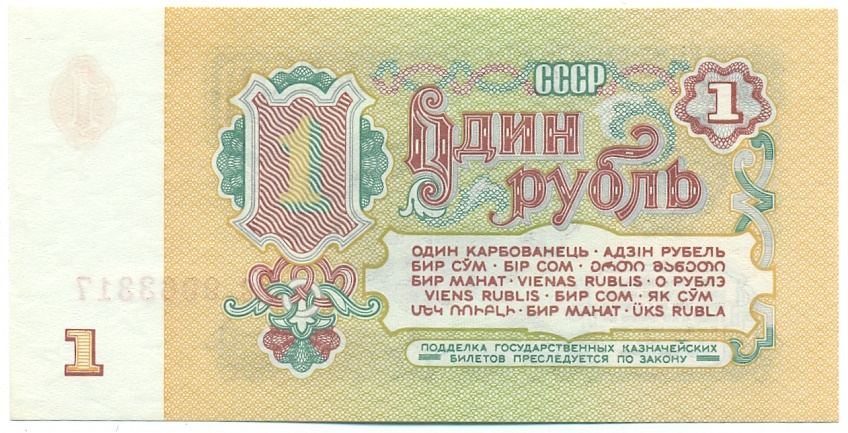 СССР
1
1
Один
рубль
ОДИН КАРБОВАНЕЦЬ · АДЗІН РУБЕЛЬ
БИР СЎМ · БІР СОМ · ᲔᲠᲗᲘ ᲛᲐᲜᲔᲗᲘ
БИР МАНАТ · VIENAS RUBLIS · О РУБЛЭ
VIENS RUBLIS · БИР СОМ · ЯК СЎМ
ՄԵԿ ՌՈՒԲԼԻ · БИР МАНАТ · ÜKS RUBLA
ПОДДЕЛКА ГОСУДАРСТВЕННЫХ КАЗНАЧЕЙСКИХ
БИЛЕТОВ ПРЕСЛЕДУЕТСЯ ПО ЗАКОНУ
1